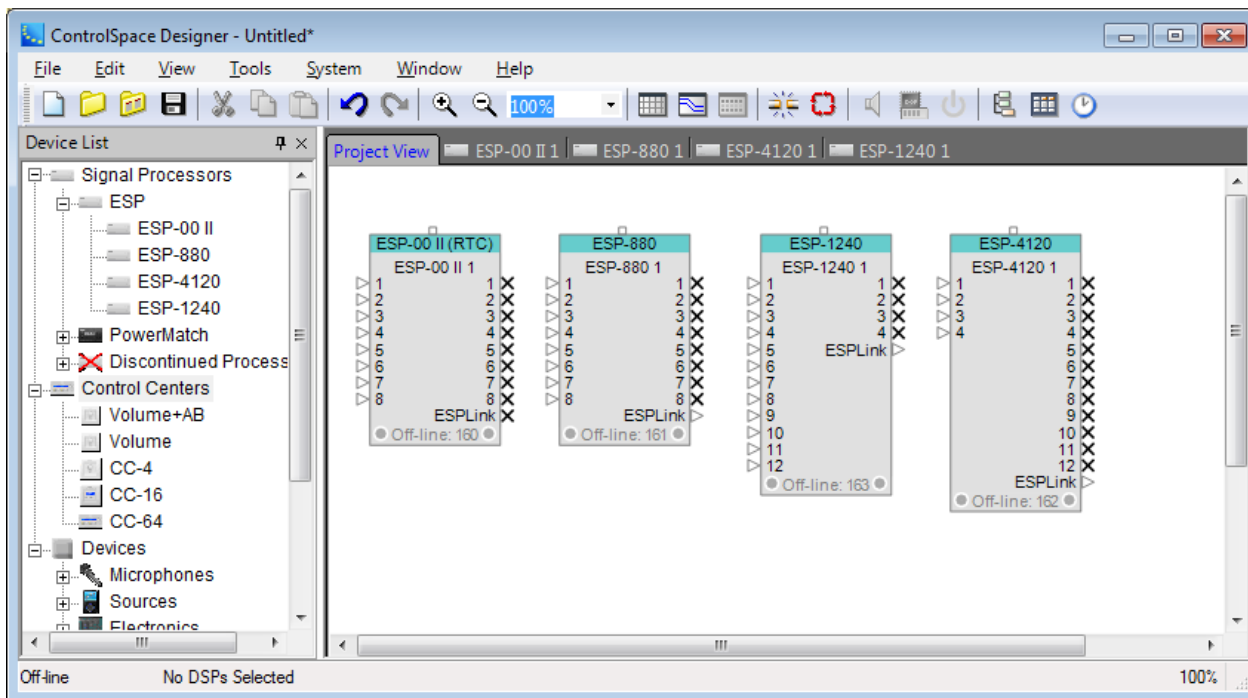 ControlSpace Designer - Untitled*
File Edit View Tools System Window Help
100%
Device List
Signal Processors
ESP
ESP-00 II
ESP-880
ESP-4120
ESP-1240
PowerMatch
Discontinued Process
Control Centers
Volume+AB
Volume
CC-4
CC-16
CC-64
Devices
Microphones
Sources
Electronics
Project View ESP-00 II 1 ESP-880 1 ESP-4120 1 ESP-1240 1
ESP-00 II (RTC)
ESP-00 II 1
1 1
2 2
3 3
4 4
5 5
6 6
7 7
8 8
ESPLink
Off-line: 160
ESP-880
ESP-880 1
1 1
2 2
3 3
4 4
5 5
6 6
7 7
8 8
ESPLink
Off-line: 161
ESP-1240
ESP-1240 1
1 1
2 2
3 3
4 4
5 ESPLink
6
7
8
9
10
11
12
Off-line: 163
ESP-4120
ESP-4120 1
1 1
2 2
3 3
4 4
5
6
7
8
9
10
11
12
ESPLink
Off-line: 162
Off-line No DSPs Selected 100%